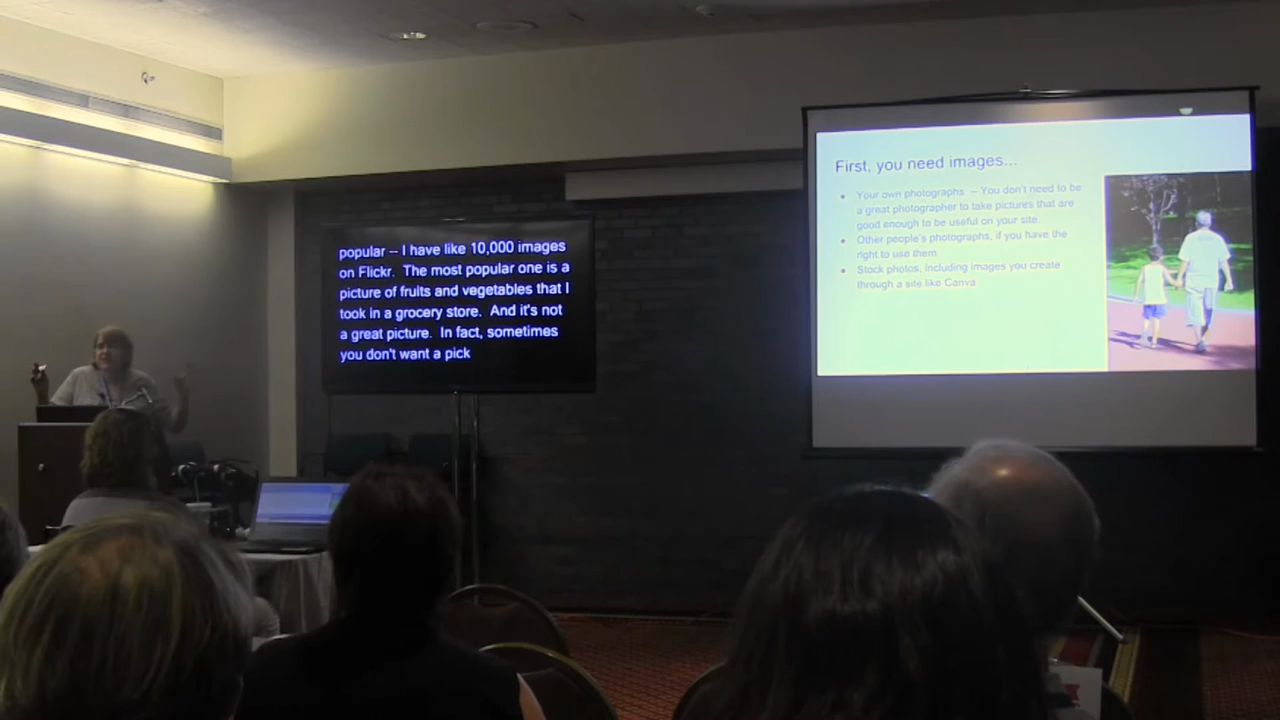 popular -- I have like 10,000 images
on Flickr.  The most popular one is a
picture of fruits and vegetables that I
took in a grocery store.  And it's not
a great picture.  In fact, sometimes
you don't want a pick
First, you need images...
● Your own photographs -- You don't need to be
a great photographer to take pictures that are
good enough to be useful on your site.
● Other people's photographs, if you have the
right to use them
● Stock photos, including images you create
through a site like Canva